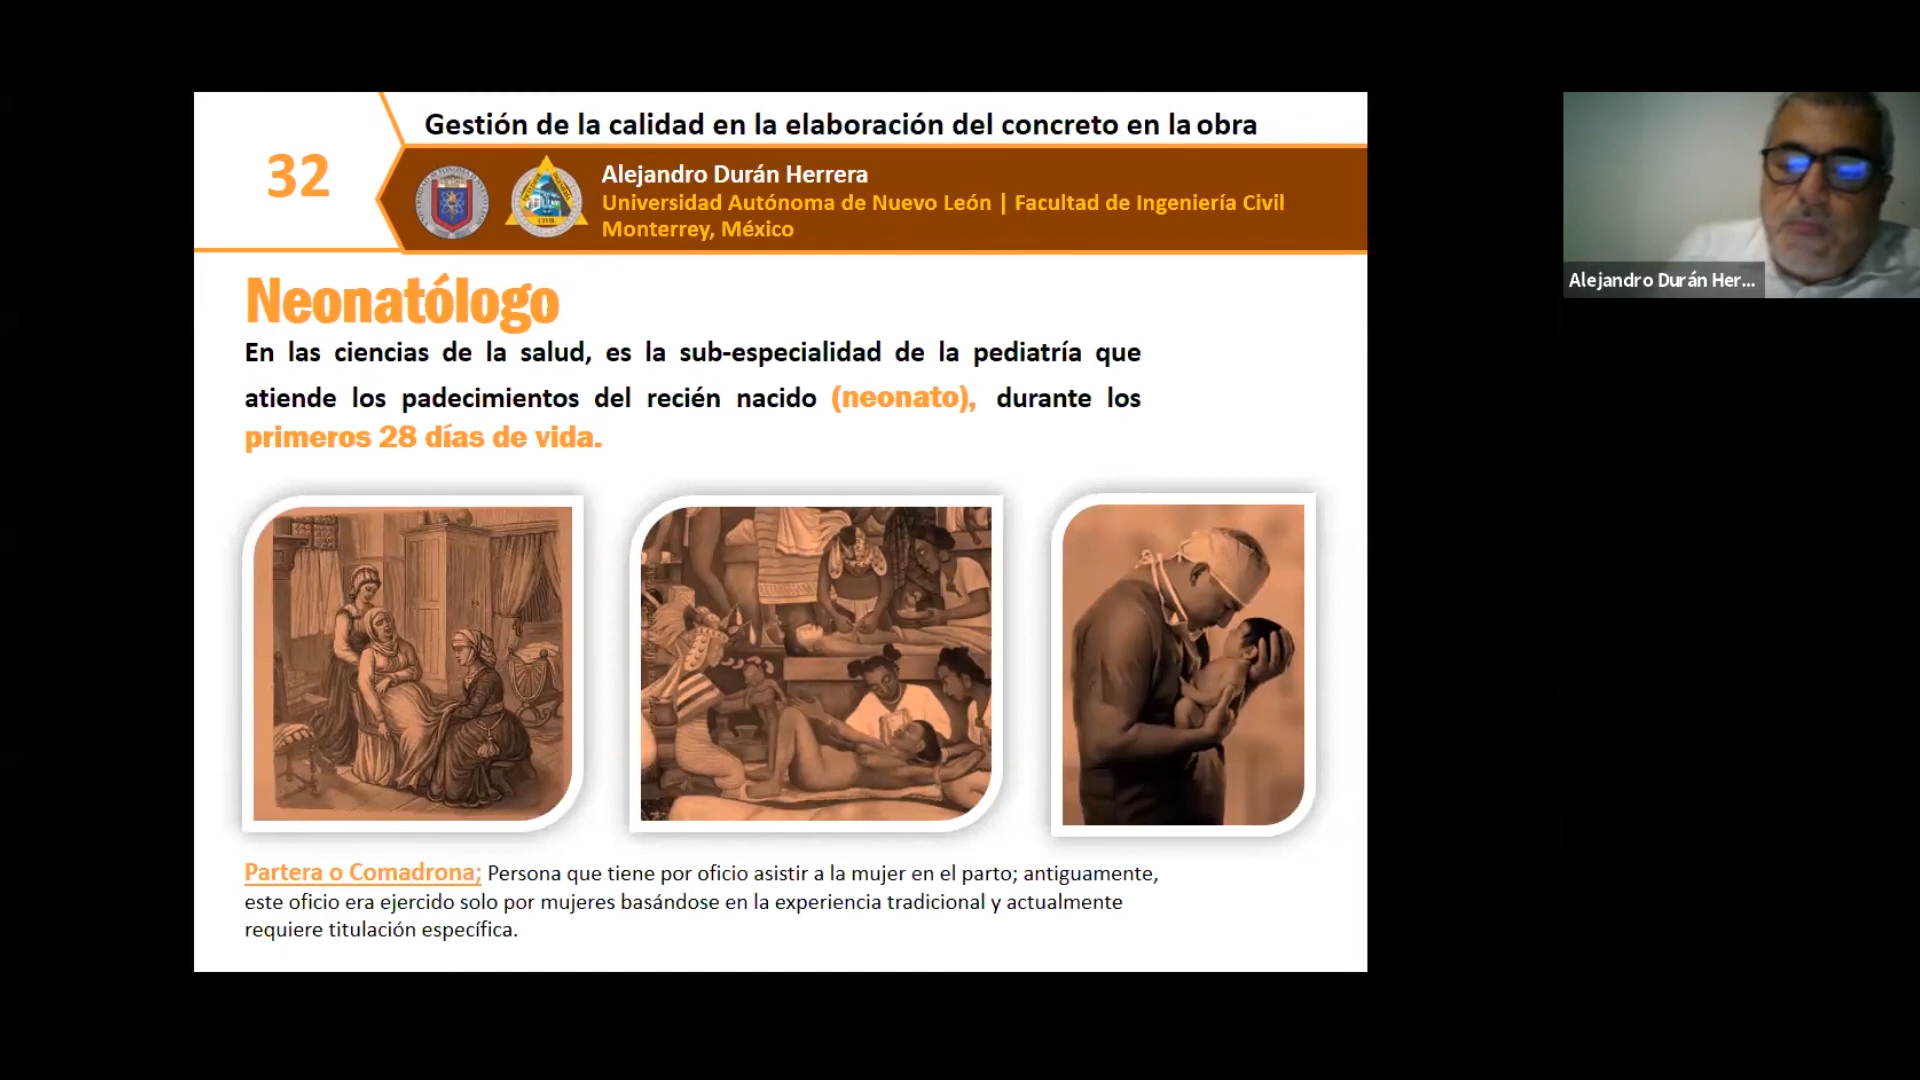 Gestión de la calidad en la elaboración del concreto en la obra
32
Alejandro Durán Herrera
Universidad Autónoma de Nuevo León | Facultad de Ingeniería Civil
Monterrey, México
Alejandro Durán Her...
Neonatólogo
En las ciencias de la salud, es la sub-especialidad de la pediatría que
atiende los padecimientos del recién nacido (neonato), durante los
primeros 28 días de vida.
Partera o Comadrona; Persona que tiene por oficio asistir a la mujer en el parto; antiguamente,
este oficio era ejercido solo por mujeres basándose en la experiencia tradicional y actualmente
requiere titulación específica.